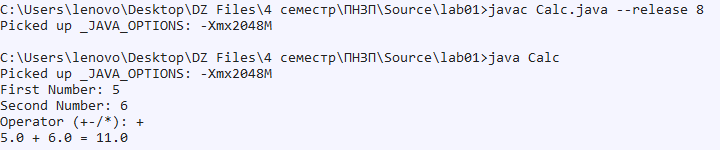 C:\Users\lenovo\Desktop\DZ Files\4 семестр\ПНЗП\Source\lab01>javac Calc.java --release 8
Picked up _JAVA_OPTIONS: -Xmx2048M
C:\Users\lenovo\Desktop\DZ Files\4 семестр\ПНЗП\Source\lab01>java Calc
Picked up _JAVA_OPTIONS: -Xmx2048M
First Number: 5
Second Number: 6
Operator (+-/*): +
5.0 + 6.0 = 11.0